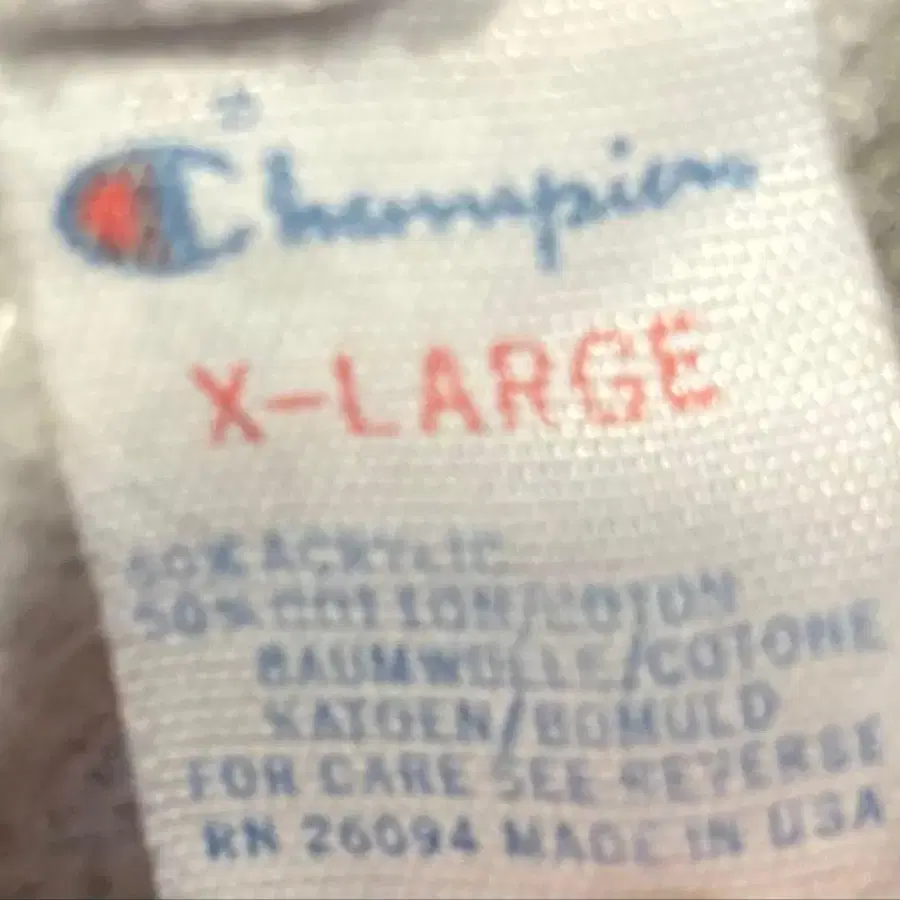 ®
Champion
X-LARGE
50% ACRYLIC
50% COTTON/COTON
BAUMWOLLE/COTONE
KATOEN/BOMULD
FOR CARE SEE REVERSE
RN 26094 MADE IN USA